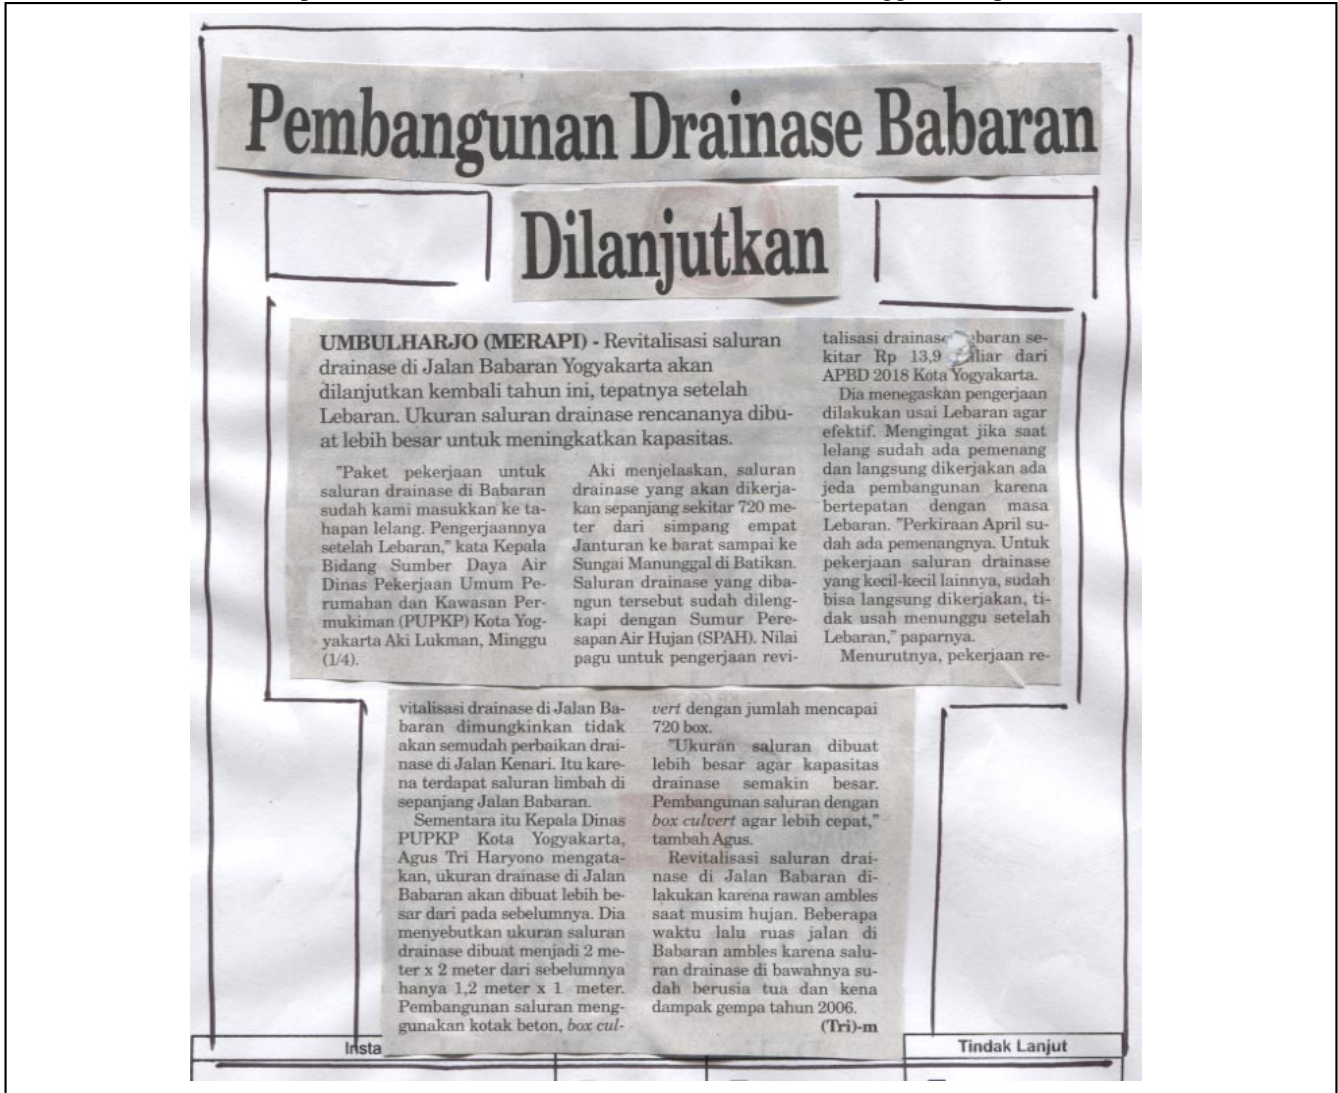 Pembangunan Drainase Babaran
Dilanjutkan
UMBULHARJO (MERAPI) - Revitalisasi saluran
drainase di Jalan Babaran Yogyakarta akan
dilanjutkan kembali tahun ini, tepatnya setelah
Lebaran. Ukuran saluran drainase rencananya dibu-
at lebih besar untuk meningkatkan kapasitas.
"Paket pekerjaan untuk
saluran drainase di Babaran
sudah kami masukkan ke ta-
hapan lelang. Pengerjaannya
setelah Lebaran," kata Kepala
Bidang Sumber Daya Air
Dinas Pekerjaan Umum Pe-
rumahan dan Kawasan Per-
mukiman (PUPKP) Kota Yog-
yakarta Aki Lukman, Minggu
(1/4).
Aki menjelaskan, saluran
drainase yang akan dikerja-
kan sepanjang sekitar 720 me-
ter dari simpang empat
Janturan ke barat sampai ke
Sungai Manunggal di Batikan.
Saluran drainase yang diba-
ngun tersebut sudah dileng-
kapi dengan Sumur Pere-
sapan Air Hujan (SPAH). Nilai
pagu untuk pengerjaan revi-
talisasi drainase baran se-
kitar Rp 13,9 liar dari
APBD 2018 Kota Yogyakarta.
Dia menegaskan pengerjaan
dilakukan usai Lebaran agar
efektif. Mengingat jika saat
lelang sudah ada pemenang
dan langsung dikerjakan ada
jeda pembangunan karena
bertepatan dengan masa
Lebaran. "Perkiraan April su-
dah ada pemenangnya. Untuk
pekerjaan saluran drainase
yang kecil-kecil lainnya, sudah
bisa langsung dikerjakan, ti-
dak usah menunggu setelah
Lebaran," paparnya.
Menurutnya, pekerjaan re-
vitalisasi drainase di Jalan Ba-
baran dimungkinkan tidak
akan semudah perbaikan drai-
nase di Jalan Kenari. Itu kare-
na terdapat saluran limbah di
sepanjang Jalan Babaran.
Sementara itu Kepala Dinas
PUPKP Kota Yogyakarta,
Agus Tri Haryono mengata-
kan, ukuran drainase di Jalan
Babaran akan dibuat lebih be-
sar dari pada sebelumnya. Dia
menyebutkan ukuran saluran
drainase dibuat menjadi 2 me-
ter x 2 meter dari sebelumnya
hanya 1,2 meter x 1 meter.
Pembangunan saluran meng-
gunakan kotak beton, box cul-
vert dengan jumlah mencapai
720 box.
"Ukuran saluran dibuat
lebih besar agar kapasitas
drainase semakin besar.
Pembangunan saluran dengan
box culvert agar lebih cepat,"
tambah Agus.
Revitalisasi saluran drai-
nase di Jalan Babaran di-
lakukan karena rawan ambles
saat musim hujan. Beberapa
waktu lalu ruas jalan di
Babaran ambles karena salu-
ran drainase di bawahnya su-
dah berusia tua dan kena
dampak gempa tahun 2006.
(Tri)-m
Insta
Tindak Lanjut